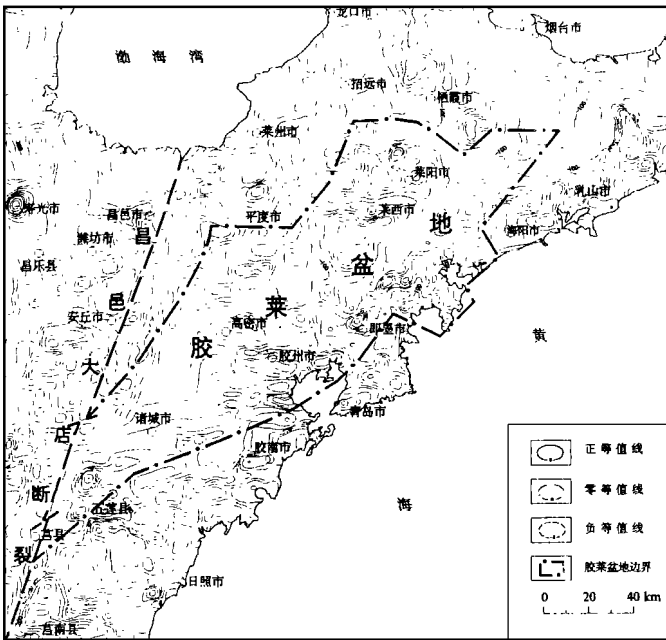 龙口市
烟台市
渤海湾
招远市
栖霞市
莱州市
莱阳市
乳山市
寿光市
昌邑市
平度市
莱西市
海阳市
潍坊市
昌乐县
安丘市
高密市
即墨市
胶州市
诸城市
青岛市
胶南市
五莲县
莒县
日照市
莒南县
胶莱盆地
昌邑大店断裂
黄
海
正等值线
零等值线
负等值线
胶莱盆地边界
0 20 40 km